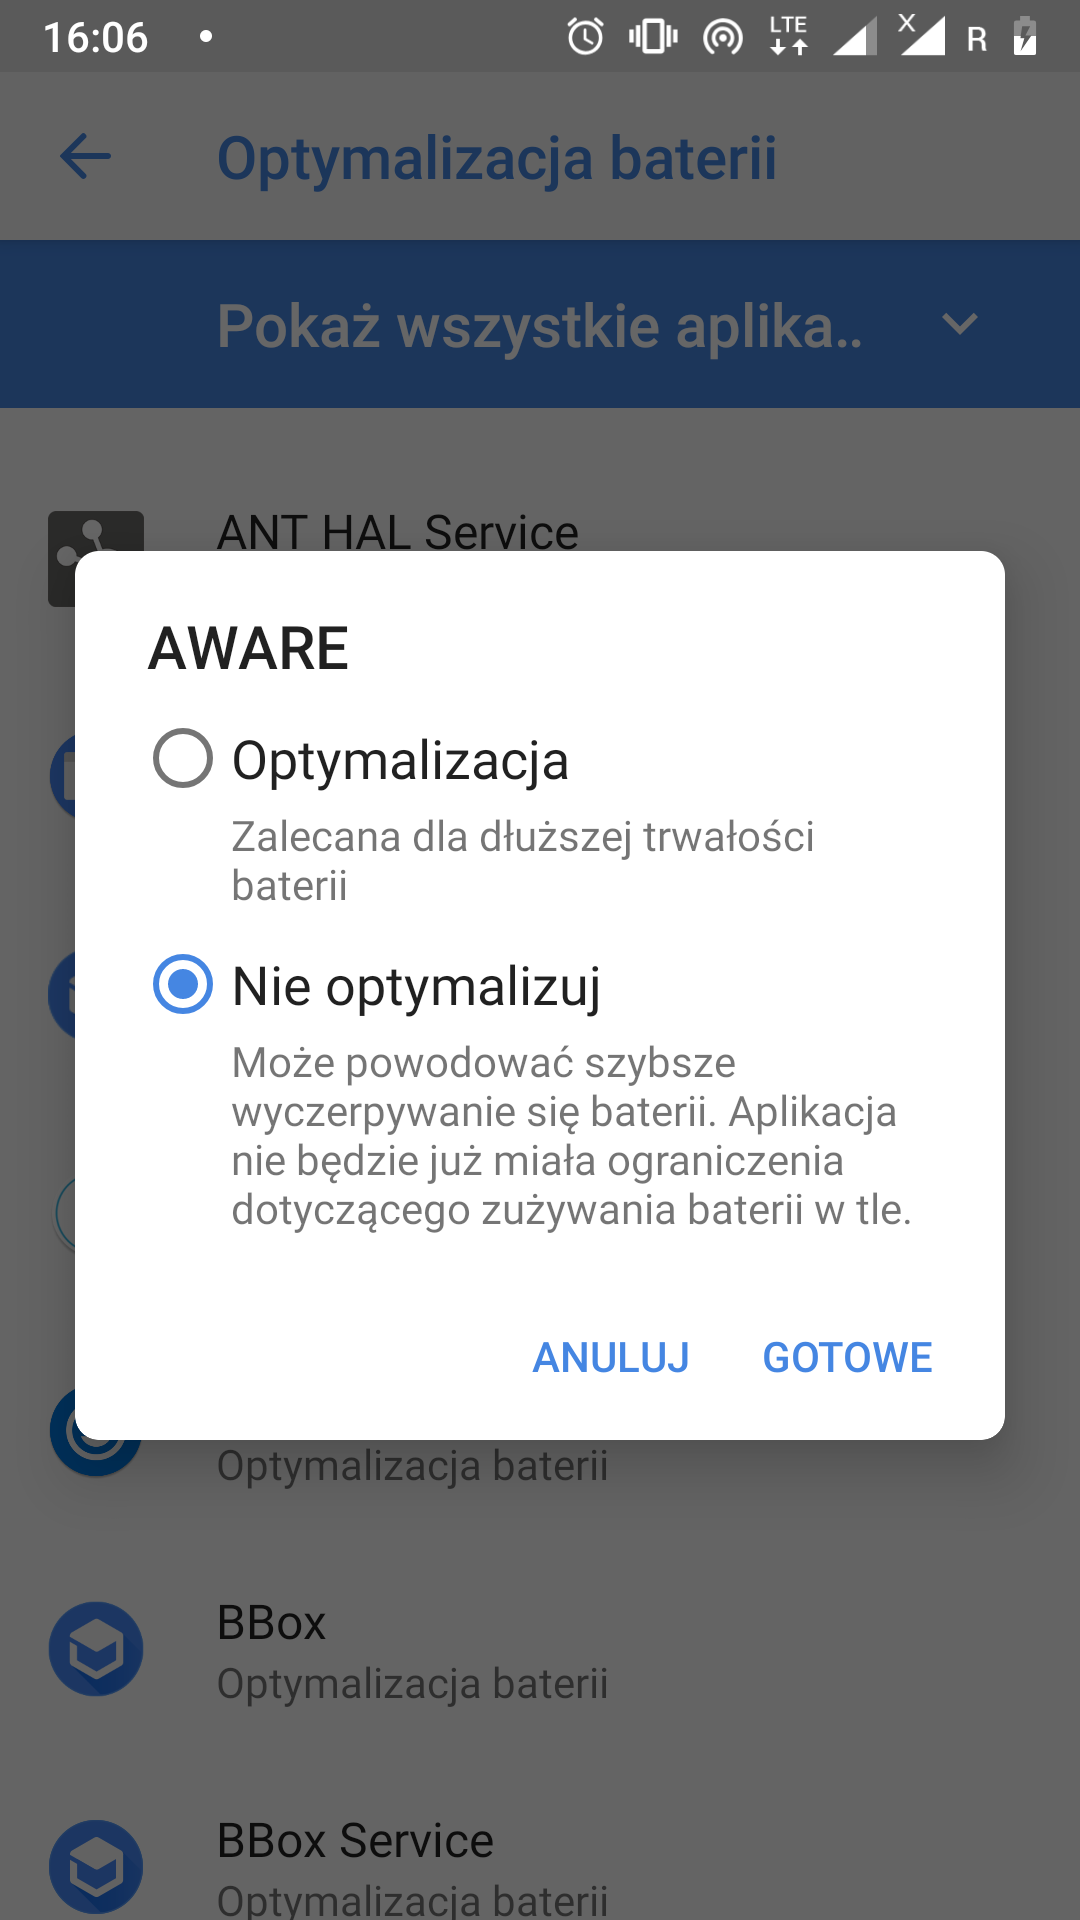 16:06
LTE
X
R
Optymalizacja baterii
Pokaż wszystkie aplika..
ANT HAL Service
AWARE
Optymalizacja
Zalecana dla dłuższej trwałości
baterii
Nie optymalizuj
Może powodować szybsze
wyczerpywanie się baterii. Aplikacja
nie będzie już miała ograniczenia
dotyczącego zużywania baterii w tle.
ANULUJ GOTOWE
Optymalizacja baterii
BBox
Optymalizacja baterii
BBox Service
Optymalizacja baterii